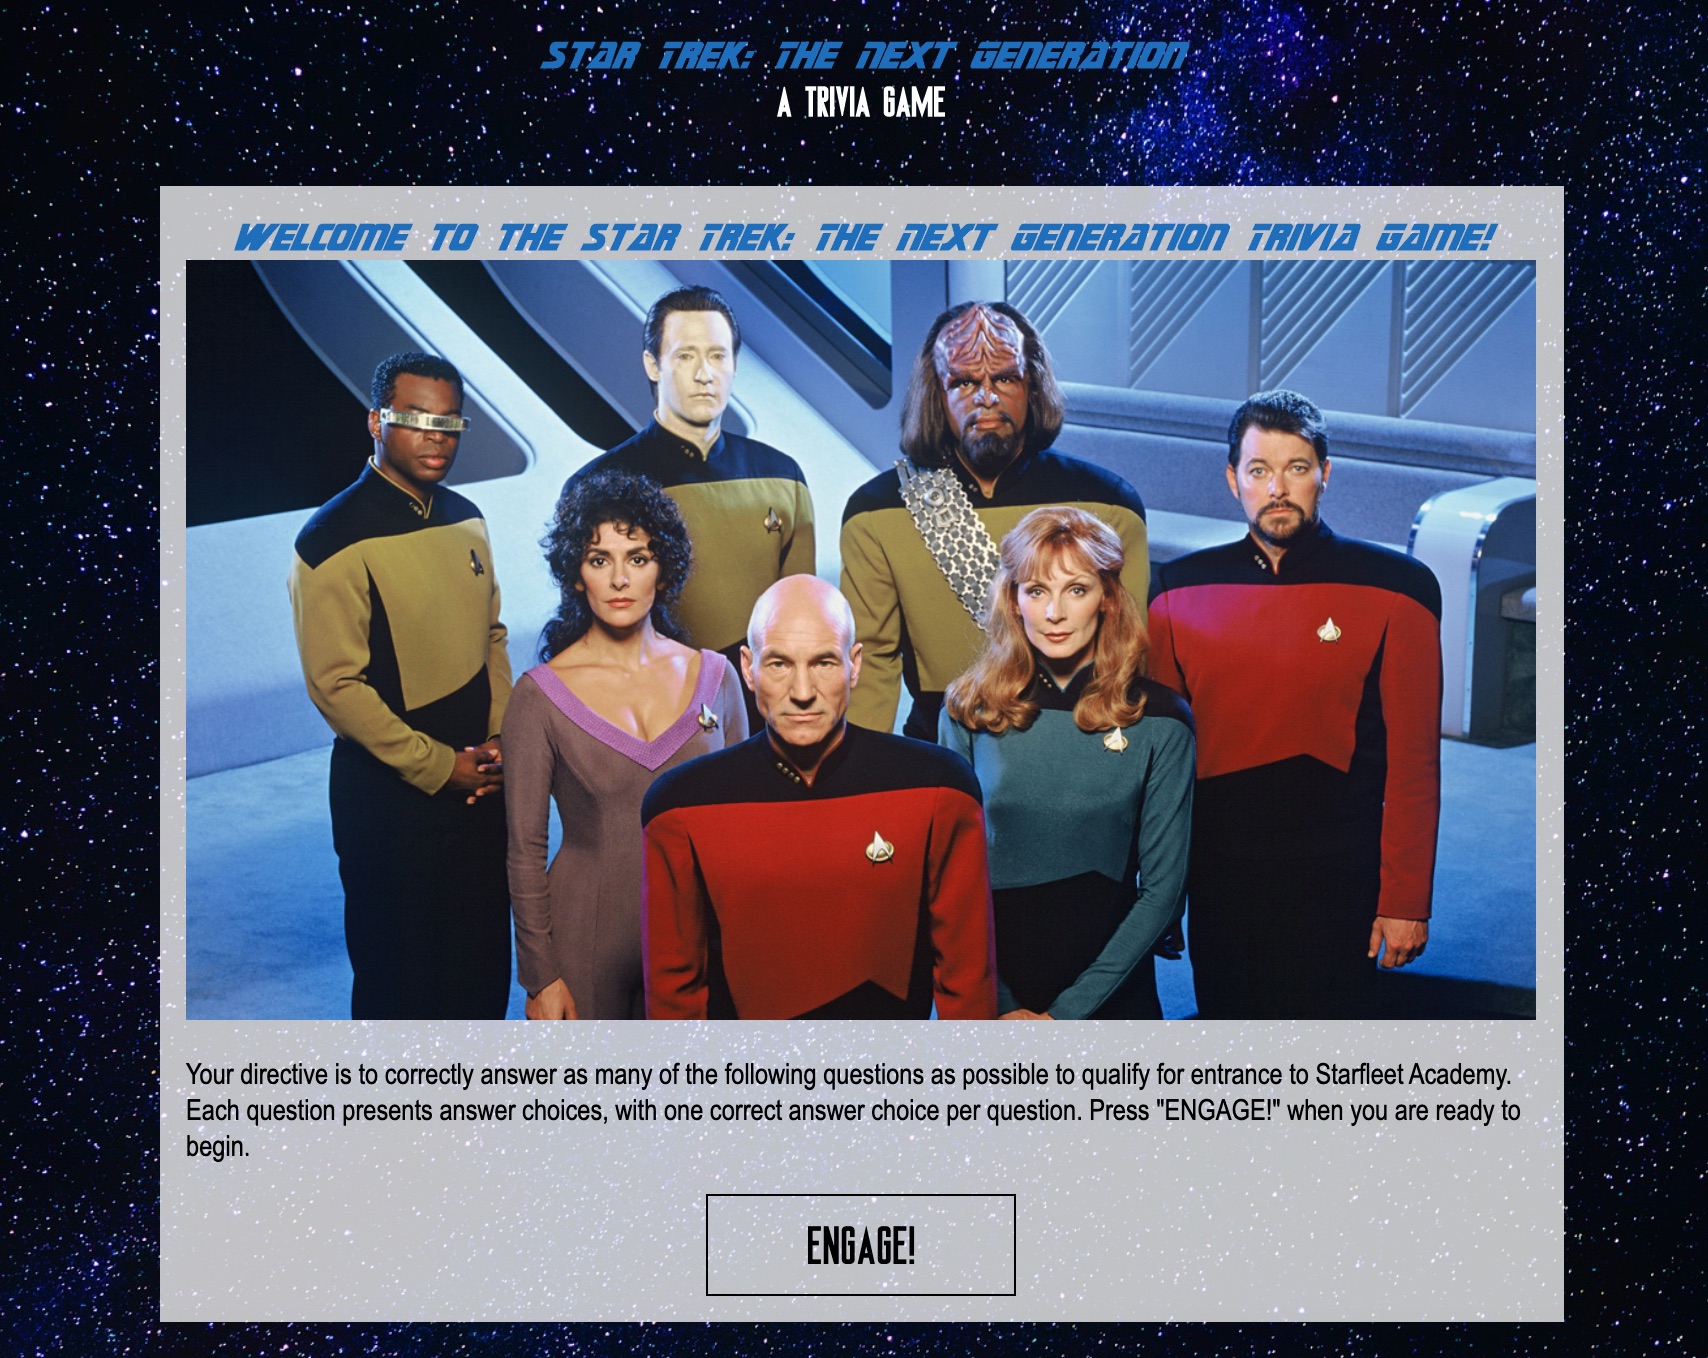 STAR TREK: THE NEXT GENERATION
A TRIVIA GAME
WELCOME TO THE STAR TREK: THE NEXT GENERATION TRIVIA GAME!
Your directive is to correctly answer as many of the following questions as possible to qualify for entrance to Starfleet Academy.
Each question presents answer choices, with one correct answer choice per question. Press "ENGAGE!" when you are ready to
begin.
ENGAGE!